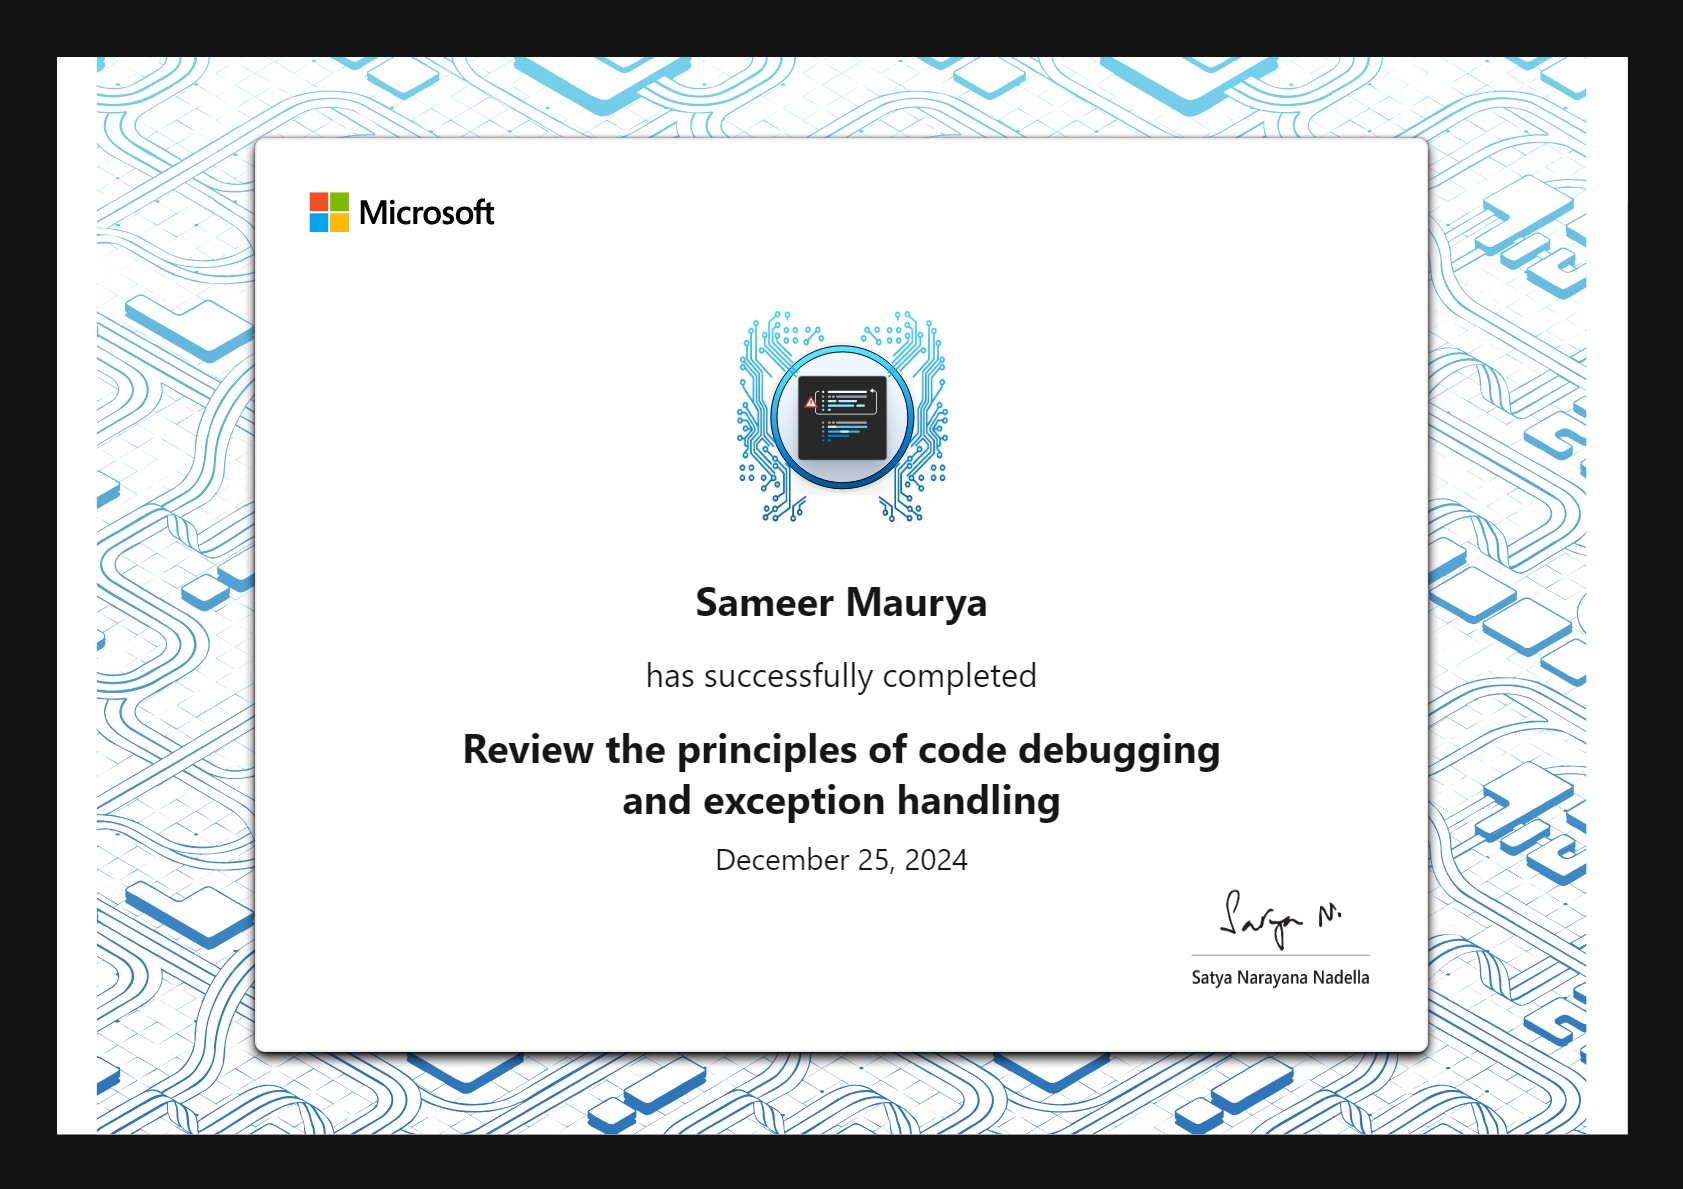 Microsoft
Sameer Maurya
has successfully completed
Review the principles of code debugging
and exception handling
December 25, 2024
Satya N.
Satya Narayana Nadella